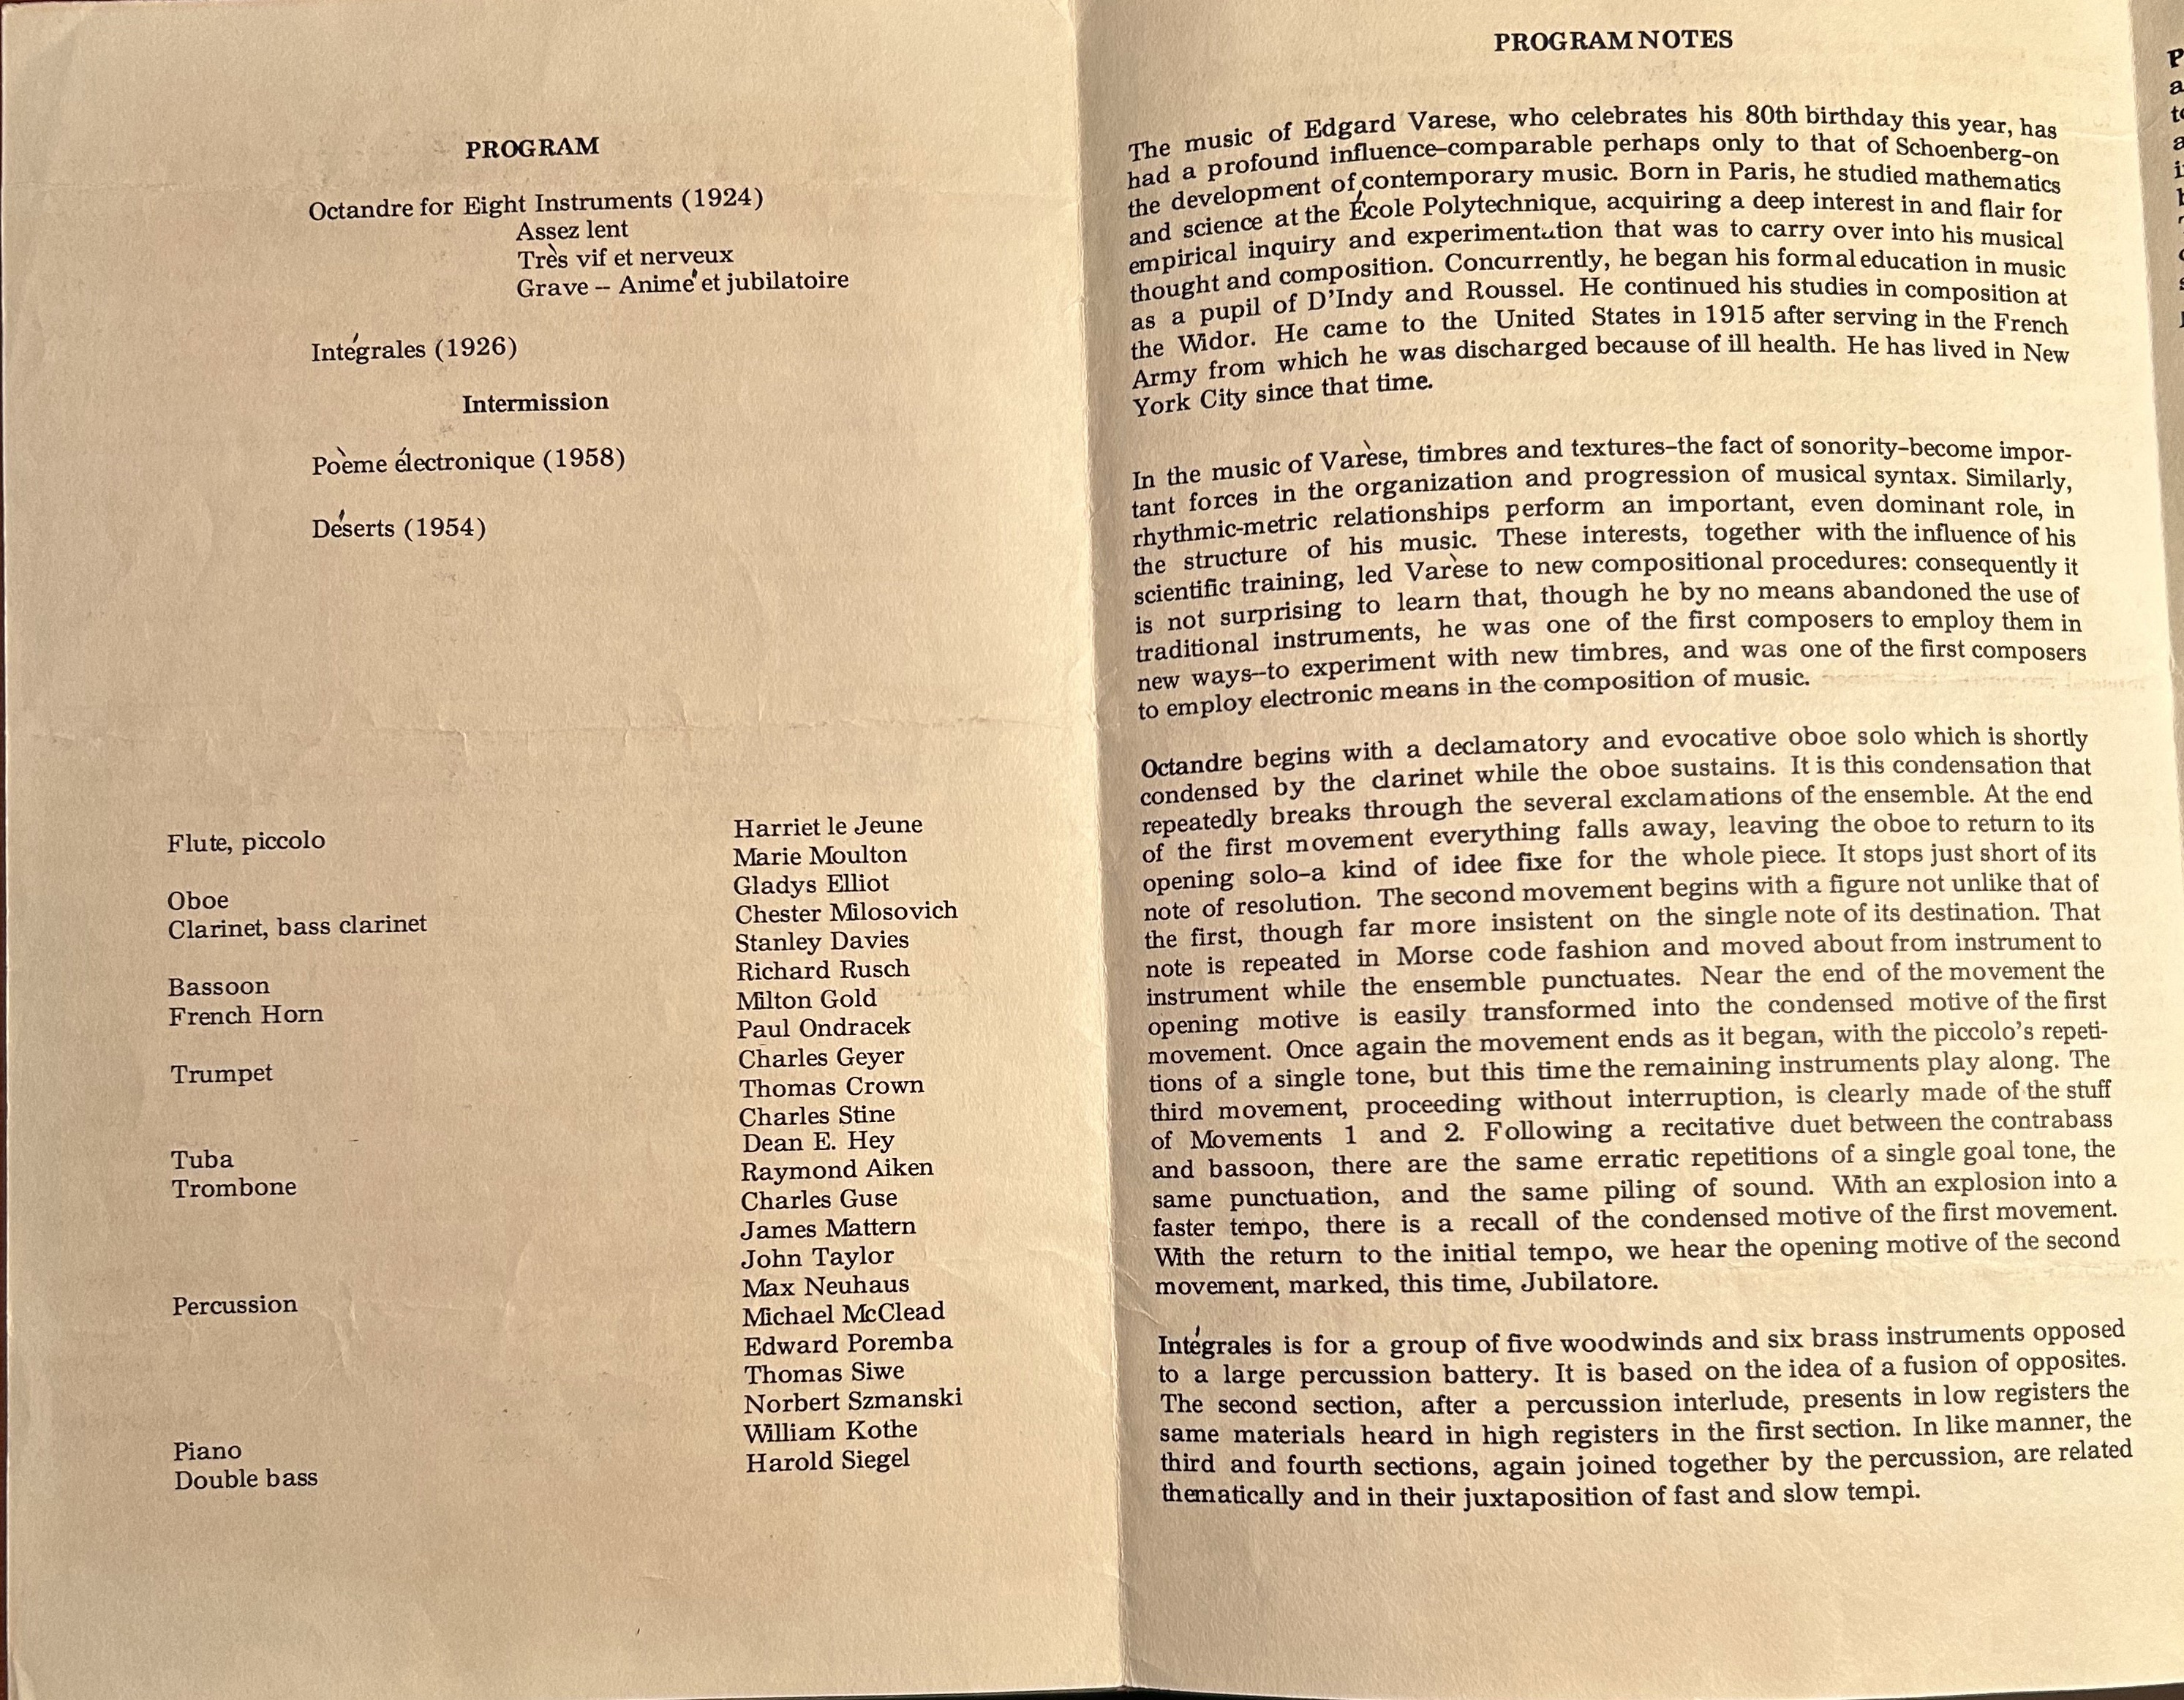 PROGRAM
Octandre for Eight Instruments (1924)
Assez lent
Très vif et nerveux
Grave -- Animé et jubilatoire
Intégrales (1926)
Intermission
Poème électronique (1958)
Déserts (1954)
Flute, piccolo
Oboe
Clarinet, bass clarinet
Bassoon
French Horn
Trumpet
Tuba
Trombone
Percussion
Piano
Double bass
Harriet le Jeune
Marie Moulton
Gladys Elliot
Chester Milosovich
Stanley Davies
Richard Rusch
Milton Gold
Paul Ondracek
Charles Geyer
Thomas Crown
Charles Stine
Dean E. Hey
Raymond Aiken
Charles Guse
James Mattern
John Taylor
Max Neuhaus
Michael McClead
Edward Poremba
Thomas Siwe
Norbert Szmanski
William Kothe
Harold Siegel
PROGRAM NOTES
The music of Edgard Varese, who celebrates his 80th birthday this year, has
had a profound influence--comparable perhaps only to that of Schoenberg--on
the development of contemporary music. Born in Paris, he studied mathematics
and science at the École Polytechnique, acquiring a deep interest in and flair for
empirical inquiry and experimentation that was to carry over into his musical
thought and composition. Concurrently, he began his formal education in music
as a pupil of D'Indy and Roussel. He continued his studies in composition at
the Widor. He came to the United States in 1915 after serving in the French
Army from which he was discharged because of ill health. He has lived in New
York City since that time.
In the music of Varèse, timbres and textures--the fact of sonority--become impor-
tant forces in the organization and progression of musical syntax. Similarly,
rhythmic-metric relationships perform an important, even dominant role, in
the structure of his music. These interests, together with the influence of his
scientific training, led Varèse to new compositional procedures: consequently it
is not surprising to learn that, though he by no means abandoned the use of
traditional instruments, he was one of the first composers to employ them in
new ways--to experiment with new timbres, and was one of the first composers
to employ electronic means in the composition of music.
Octandre begins with a declamatory and evocative oboe solo which is shortly
condensed by the clarinet while the oboe sustains. It is this condensation that
repeatedly breaks through the several exclamations of the ensemble. At the end
of the first movement everything falls away, leaving the oboe to return to its
opening solo--a kind of idee fixe for the whole piece. It stops just short of its
note of resolution. The second movement begins with a figure not unlike that of
the first, though far more insistent on the single note of its destination. That
note is repeated in Morse code fashion and moved about from instrument to
instrument while the ensemble punctuates. Near the end of the movement the
opening motive is easily transformed into the condensed motive of the first
movement. Once again the movement ends as it began, with the piccolo's repeti-
tions of a single tone, but this time the remaining instruments play along. The
third movement, proceeding without interruption, is clearly made of the stuff
of Movements 1 and 2. Following a recitative duet between the contrabass
and bassoon, there are the same erratic repetitions of a single goal tone, the
same punctuation, and the same piling of sound. With an explosion into a
faster tempo, there is a recall of the condensed motive of the first movement.
With the return to the initial tempo, we hear the opening motive of the second
movement, marked, this time, Jubilatore.
Intégrales is for a group of five woodwinds and six brass instruments opposed
to a large percussion battery. It is based on the idea of a fusion of opposites.
The second section, after a percussion interlude, presents in low registers the
same materials heard in high registers in the first section. In like manner, the
third and fourth sections, again joined together by the percussion, are related
thematically and in their juxtaposition of fast and slow tempi.